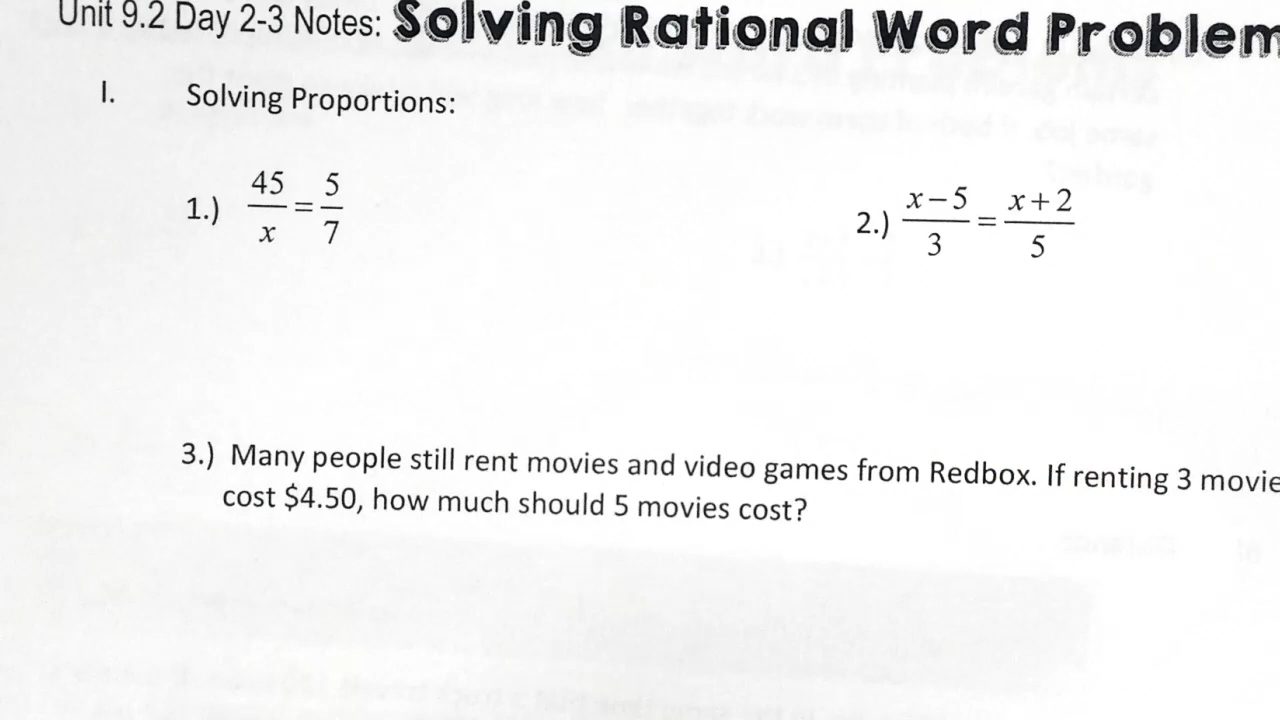 Unit 9.2 Day 2-3 Notes: Solving Rational Word Problem
I. Solving Proportions:
1.) 45/x = 5/7
2.) x-5/3 = x+2/5
3.) Many people still rent movies and video games from Redbox. If renting 3 movie
cost $4.50, how much should 5 movies cost?